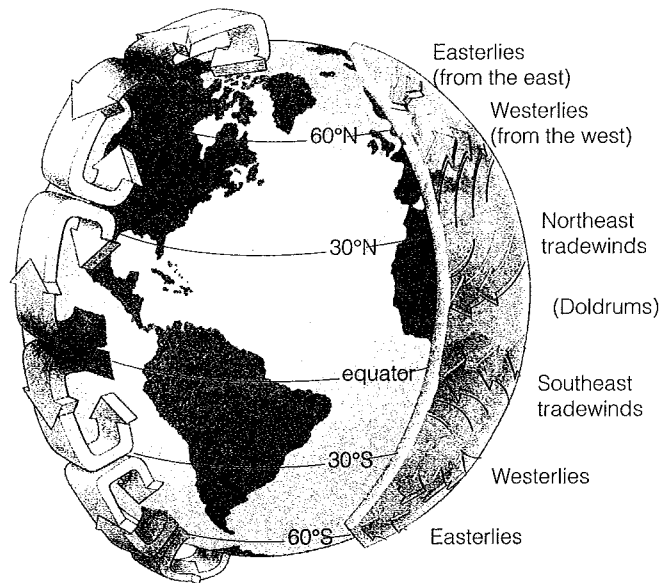 Easterlies
(from the east)
Westerlies
(from the west)
60°N
Northeast
tradewinds
30°N
(Doldrums)
equator
Southeast
tradewinds
30°S
Westerlies
60°S
Easterlies